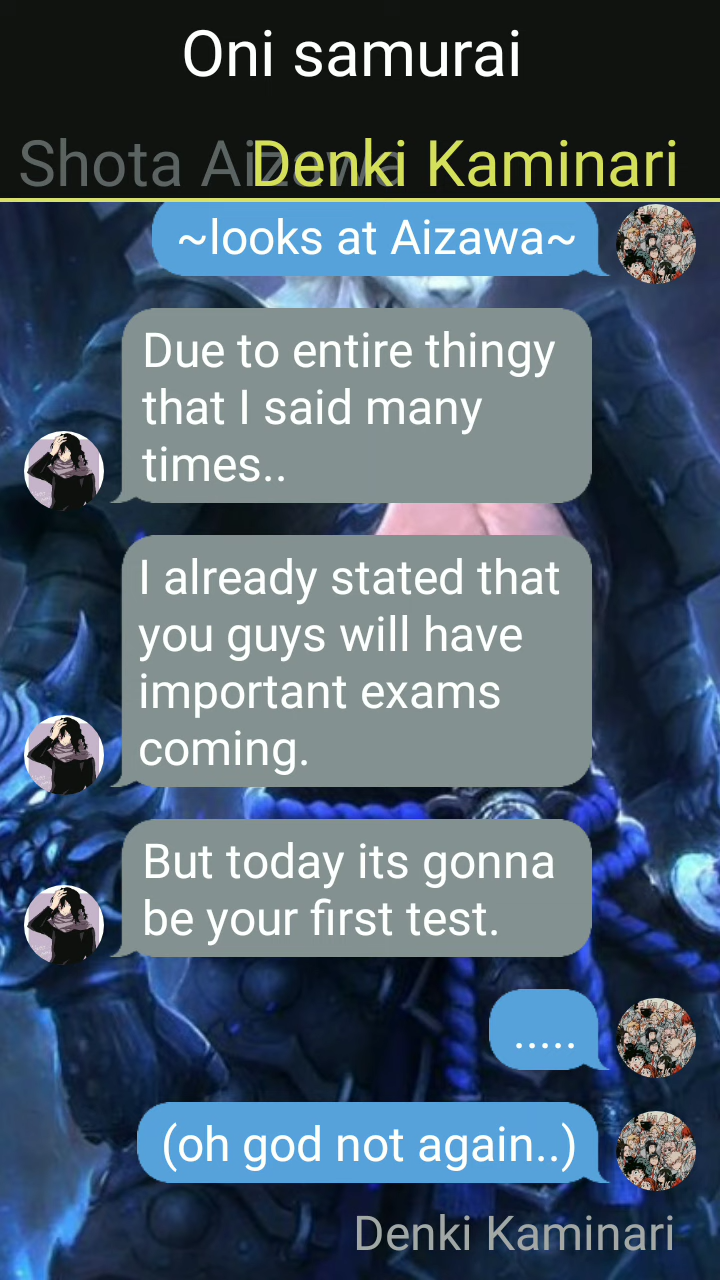 Oni samurai
Shota Aizawa
Denki Kaminari
~looks at Aizawa~
Due to entire thingy
that I said many
times..
I already stated that
you guys will have
important exams
coming.
But today its gonna
be your first test.
.....
(oh god not again..)
Denki Kaminari